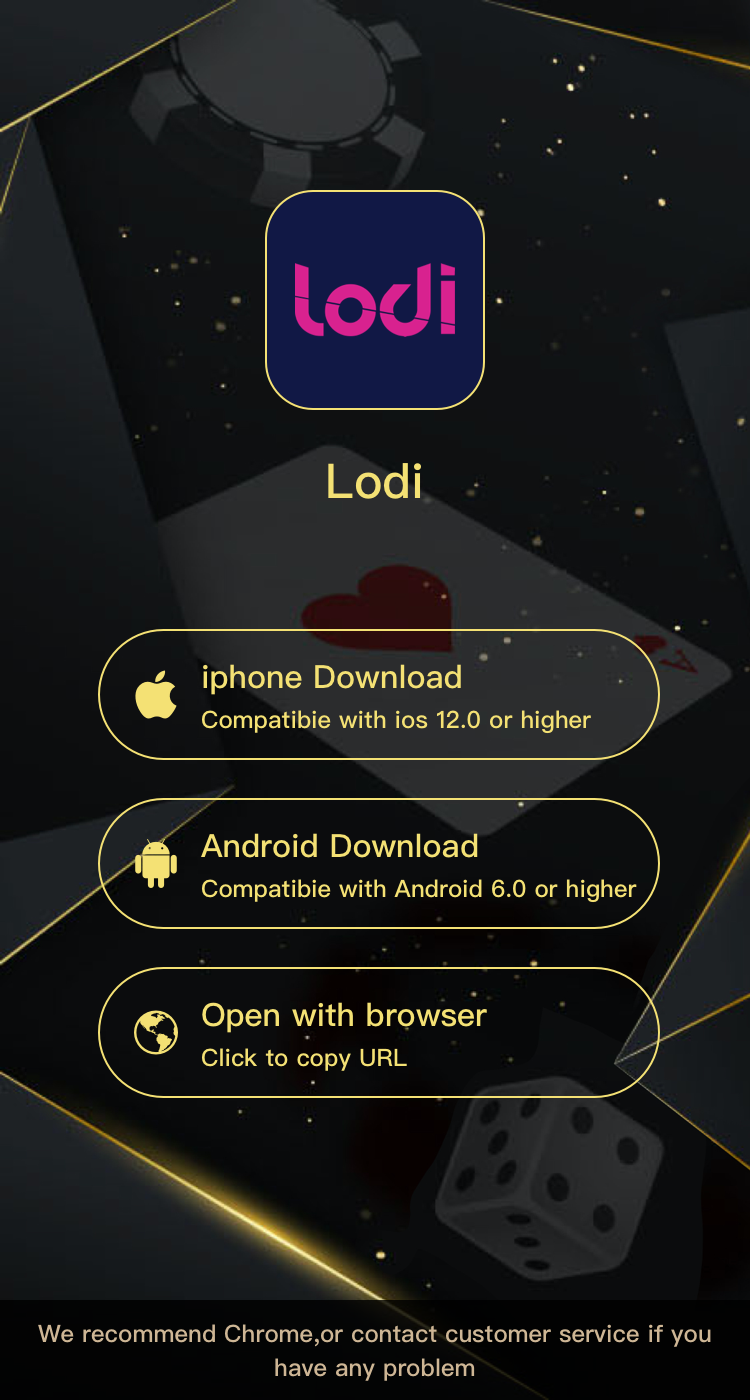 lodi
Lodi
iphone Download
Compatibie with ios 12.0 or higher
A
Android Download
Compatibie with Android 6.0 or higher
Open with browser
Click to copy URL
We recommend Chrome,or contact customer service if you
have any problem